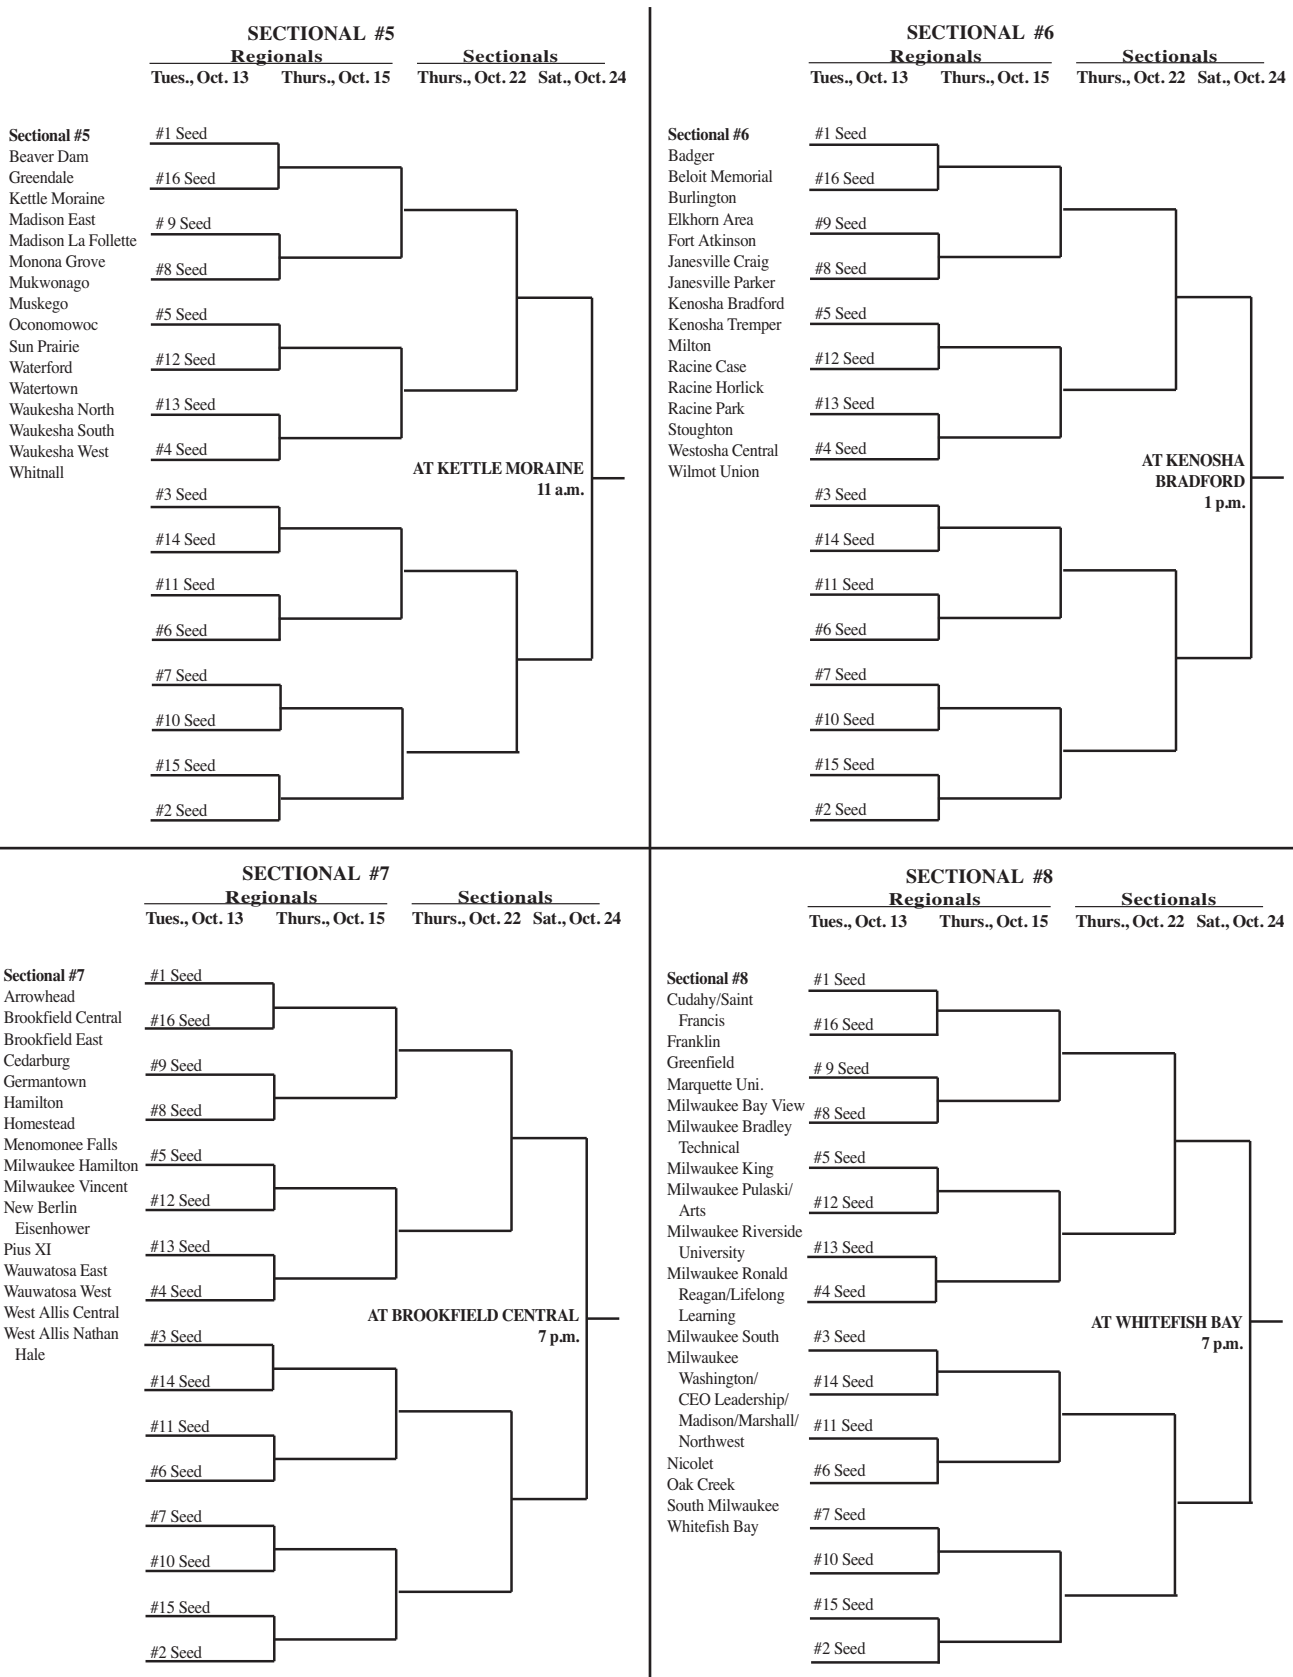 SECTIONAL #5
Regionals
Sectionals
Tues., Oct. 13
Thurs., Oct. 15
Thurs., Oct. 22
Sat., Oct. 24
Sectional #5
Beaver Dam
Greendale
Kettle Moraine
Madison East
Madison La Follette
Monona Grove
Mukwonago
Muskego
Oconomowoc
Sun Prairie
Waterford
Watertown
Waukesha North
Waukesha South
Waukesha West
Whitnall
#1 Seed
#16 Seed
# 9 Seed
#8 Seed
#5 Seed
#12 Seed
#13 Seed
#4 Seed
#3 Seed
#14 Seed
#11 Seed
#6 Seed
#7 Seed
#10 Seed
#15 Seed
#2 Seed
AT KETTLE MORAINE
11 a.m.
SECTIONAL #6
Regionals
Sectionals
Tues., Oct. 13
Thurs., Oct. 15
Thurs., Oct. 22
Sat., Oct. 24
Sectional #6
Badger
Beloit Memorial
Burlington
Elkhorn Area
Fort Atkinson
Janesville Craig
Janesville Parker
Kenosha Bradford
Kenosha Tremper
Milton
Racine Case
Racine Horlick
Racine Park
Stoughton
Westosha Central
Wilmot Union
#1 Seed
#16 Seed
#9 Seed
#8 Seed
#5 Seed
#12 Seed
#13 Seed
#4 Seed
#3 Seed
#14 Seed
#11 Seed
#6 Seed
#7 Seed
#10 Seed
#15 Seed
#2 Seed
AT KENOSHA
BRADFORD
1 p.m.
SECTIONAL #7
Regionals
Sectionals
Tues., Oct. 13
Thurs., Oct. 15
Thurs., Oct. 22
Sat., Oct. 24
Sectional #7
Arrowhead
Brookfield Central
Brookfield East
Cedarburg
Germantown
Hamilton
Homestead
Menomonee Falls
Milwaukee Hamilton
Milwaukee Vincent
New Berlin
Eisenhower
Pius XI
Wauwatosa East
Wauwatosa West
West Allis Central
West Allis Nathan
Hale
#1 Seed
#16 Seed
#9 Seed
#8 Seed
#5 Seed
#12 Seed
#13 Seed
#4 Seed
#3 Seed
#14 Seed
#11 Seed
#6 Seed
#7 Seed
#10 Seed
#15 Seed
#2 Seed
AT BROOKFIELD CENTRAL
7 p.m.
SECTIONAL #8
Regionals
Sectionals
Tues., Oct. 13
Thurs., Oct. 15
Thurs., Oct. 22
Sat., Oct. 24
Sectional #8
Cudahy/Saint
Francis
Franklin
Greenfield
Marquette Uni.
Milwaukee Bay View
Milwaukee Bradley
Technical
Milwaukee King
Milwaukee Pulaski/
Arts
Milwaukee Riverside
University
Milwaukee Ronald
Reagan/Lifelong
Learning
Milwaukee South
Milwaukee
Washington/
CEO Leadership/
Madison/Marshall/
Northwest
Nicolet
Oak Creek
South Milwaukee
Whitefish Bay
#1 Seed
#16 Seed
# 9 Seed
#8 Seed
#5 Seed
#12 Seed
#13 Seed
#4 Seed
#3 Seed
#14 Seed
#11 Seed
#6 Seed
#7 Seed
#10 Seed
#15 Seed
#2 Seed
AT WHITEFISH BAY
7 p.m.